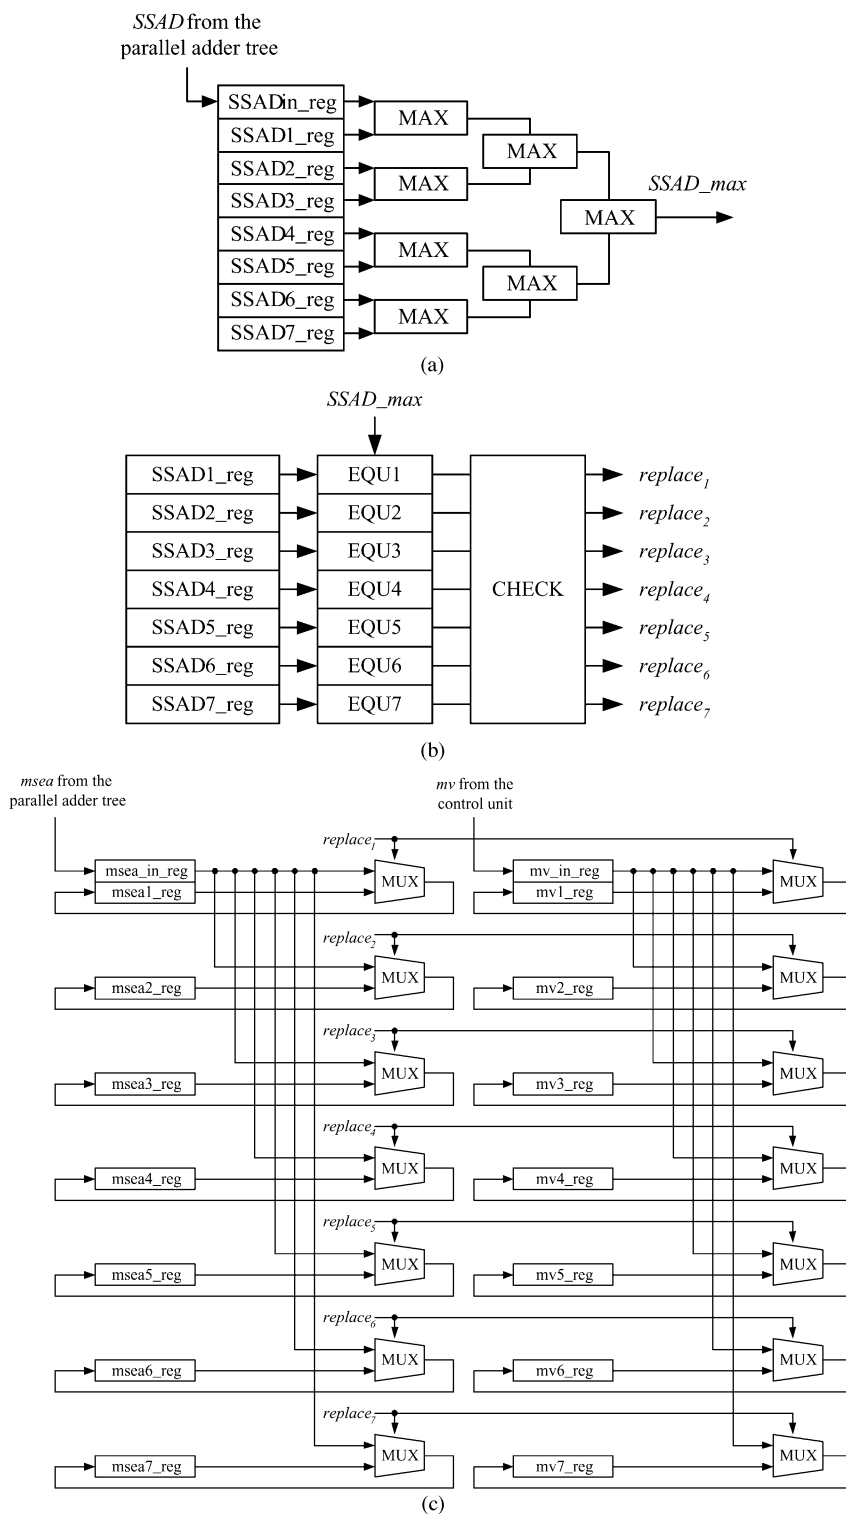 SSAD from the
parallel adder tree
SSADin_reg
SSAD1_reg
SSAD2_reg
SSAD3_reg
SSAD4_reg
SSAD5_reg
SSAD6_reg
SSAD7_reg
MAX
MAX
MAX
MAX
MAX
MAX
MAX
SSAD_max
(a)
SSAD_max
SSAD1_reg EQU1 replace1
SSAD2_reg EQU2 replace2
SSAD3_reg EQU3 replace3
SSAD4_reg EQU4 CHECK replace4
SSAD5_reg EQU5 replace5
SSAD6_reg EQU6 replace6
SSAD7_reg EQU7 replace7
(b)
msea from the
parallel adder tree
mv from the
control unit
replace1
msea_in_reg MUX mv_in_reg MUX
msea1_reg mv1_reg
replace2
msea2_reg MUX mv2_reg MUX
replace3
msea3_reg MUX mv3_reg MUX
replace4
msea4_reg MUX mv4_reg MUX
replace5
msea5_reg MUX mv5_reg MUX
replace6
msea6_reg MUX mv6_reg MUX
replace7
msea7_reg MUX mv7_reg MUX
(c)